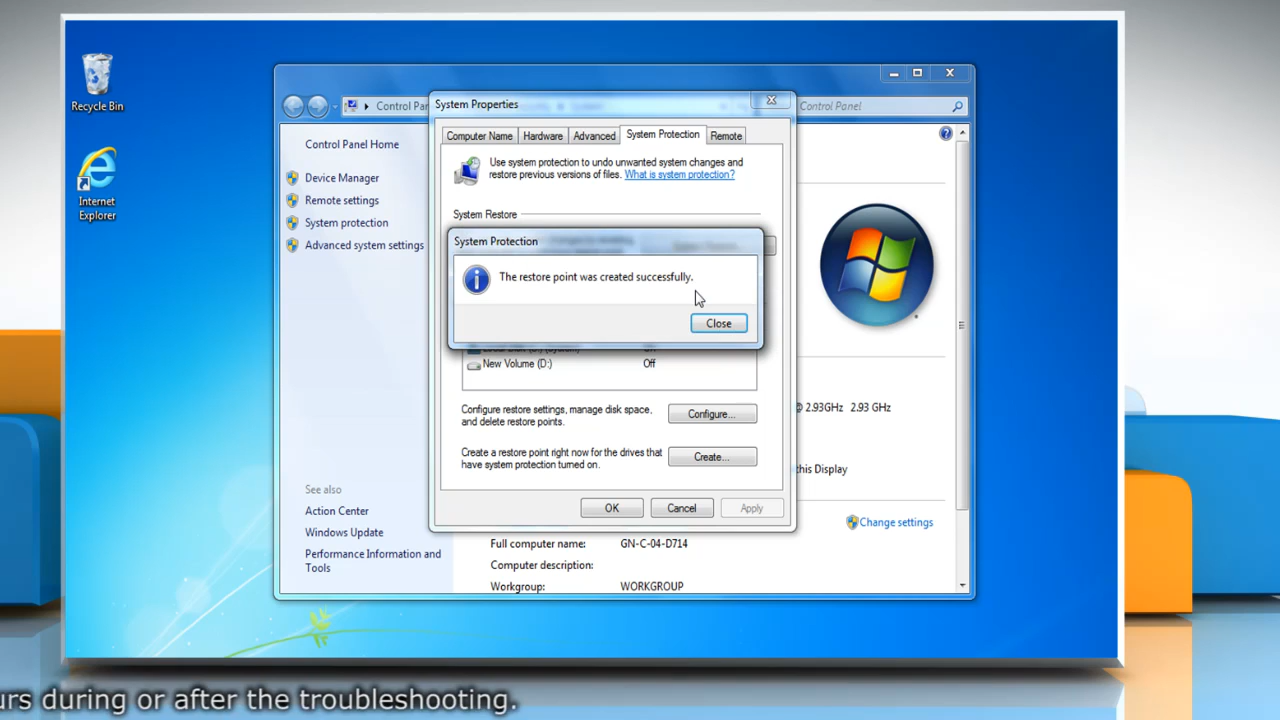 Recycle Bin
Internet
Explorer
Control Panel
Control Panel Home
Device Manager
Remote settings
System protection
Advanced system settings
See also
Action Center
Windows Update
Performance Information and
Tools
System Properties
Computer Name
Hardware
Advanced
System Protection
Remote
Use system protection to undo unwanted system changes and
restore previous versions of files. What is system protection?
System Restore
System Protection
The restore point was created successfully.
Close
New Volume (D:) Off
Configure restore settings, manage disk space,
and delete restore points.
Configure...
Create a restore point right now for the drives that
have system protection turned on.
Create...
OK
Cancel
Apply
@ 2.93GHz 2.93 GHz
this Display
Change settings
Full computer name: GN-C-04-D714
Computer description:
Workgroup: WORKGROUP
urs during or after the troubleshooting.